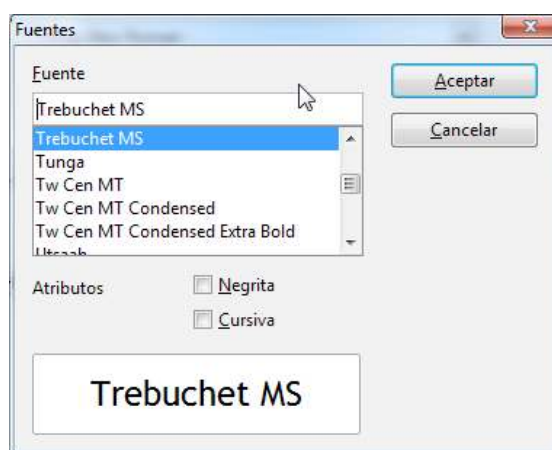 Fuentes
Fuente
Aceptar
Trebuchet MS
Cancelar
Trebuchet MS
Tunga
Tw Cen MT
Tw Cen MT Condensed
Tw Cen MT Condensed Extra Bold
Utsaah
Atributos
Negrita
Cursiva
Trebuchet MS